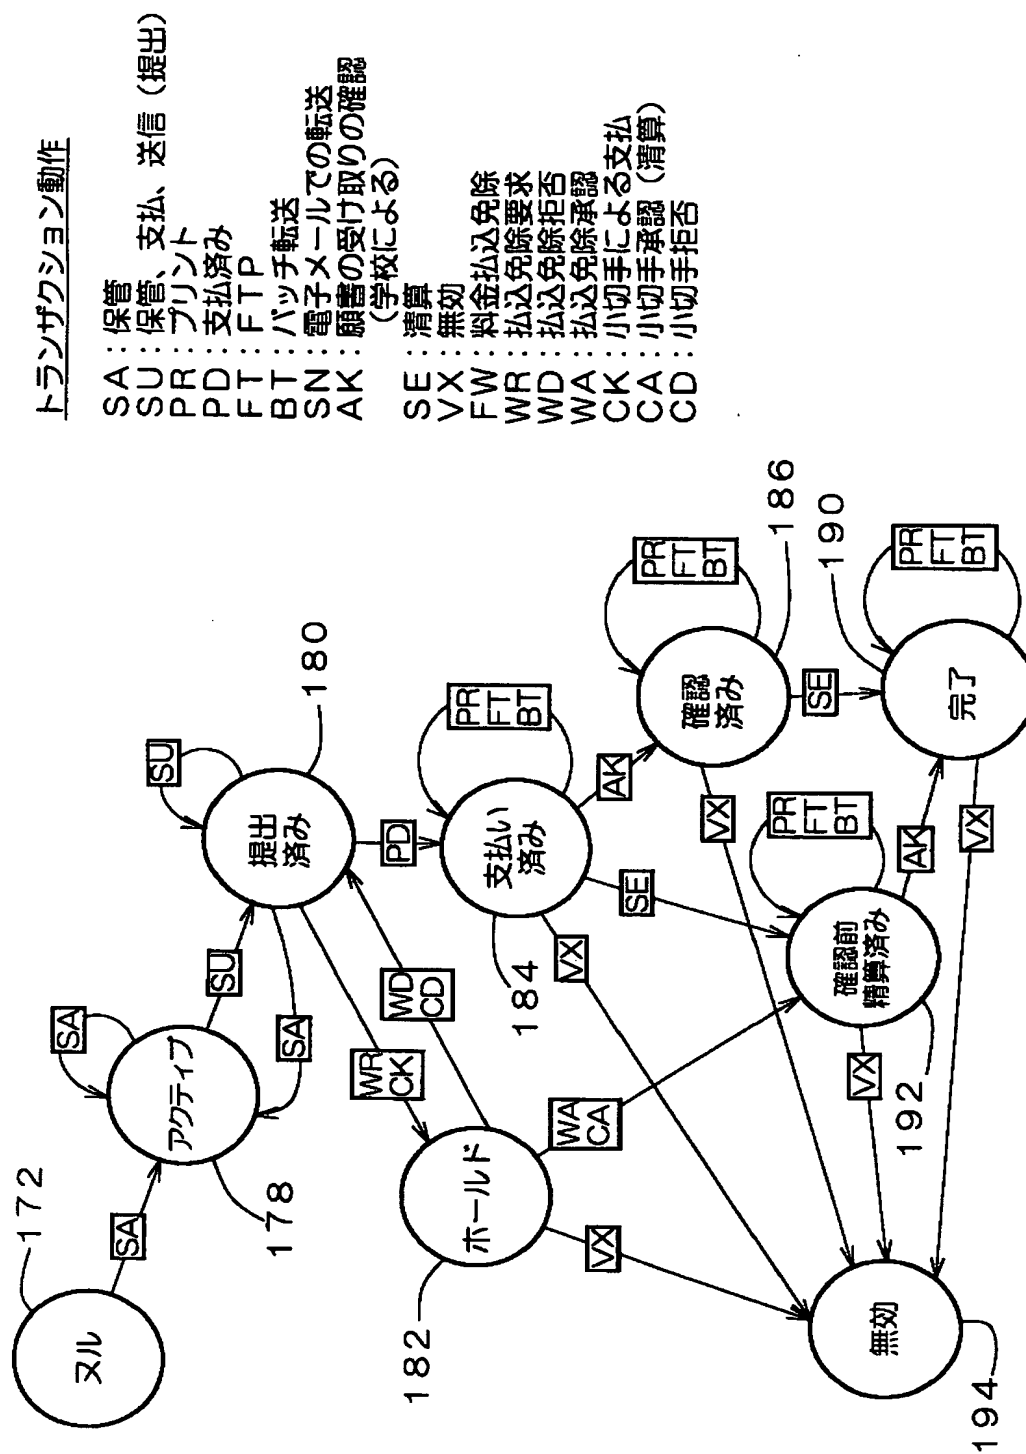 トランザクション動作
SA：保管
SU：保管、支払、送信（提出）
PR：プリント
PD：支払済み
FT：FTP
BT：バッチ転送
SN：電子メールでの転送
AK：願書の受け取りの確認
（学校による）
SE：清算
VX：無効
FW：料金払込免除
WR：払込免除要求
WD：払込免除拒否
WA：払込免除承認
CK：小切手による支払
CA：小切手承認（清算）
CD：小切手拒否
172
ヌル
SA
SA
アクティブ
178
SU
SA
SU
提出
済み
180
WR
CK
WD
CD
PD
182
ホールド
VX
WA
CA
184
支払い
済み
PR
FT
BT
VX
SE
AK
確認
済み
PR
FT
BT
186
VX
SE
190
確認前
精算済み
PR
FT
BT
192
VX
AK
完了
PR
FT
BT
VX
無効
194